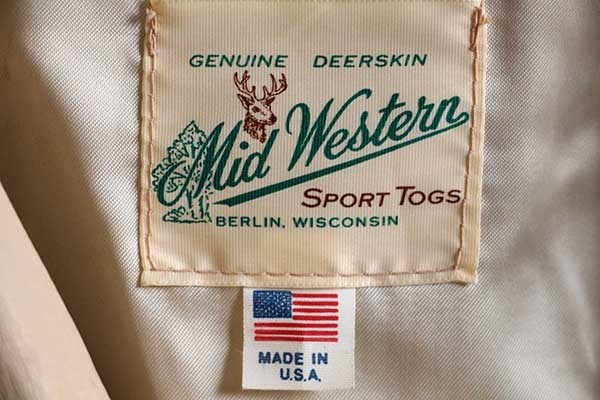 GENUINE DEERSKIN
Mid Western
SPORT TOGS
BERLIN, WISCONSIN
MADE IN
U.S.A.